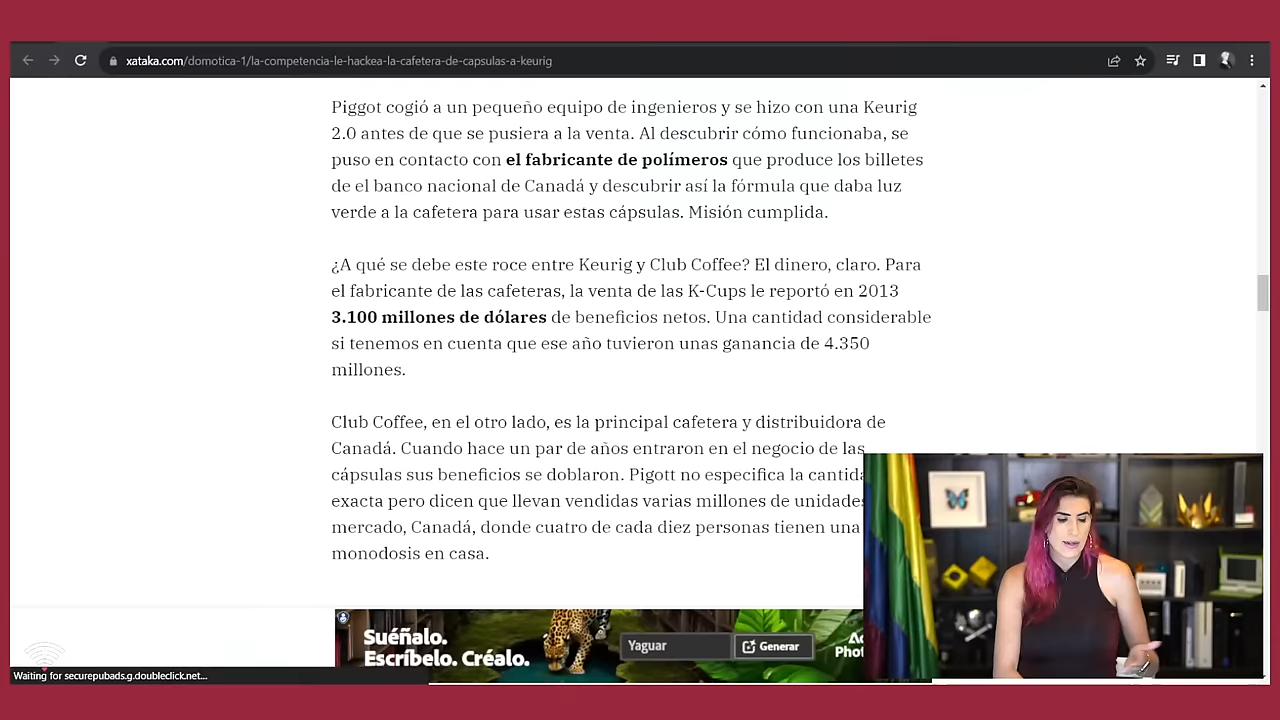 xataka.com/domotica-1/la-competencia-le-hackea-la-cafetera-de-capsulas-a-keurig
Piggot cogió a un pequeño equipo de ingenieros y se hizo con una Keurig
2.0 antes de que se pusiera a la venta. Al descubrir cómo funcionaba, se
puso en contacto con el fabricante de polímeros que produce los billetes
de el banco nacional de Canadá y descubrir así la fórmula que daba luz
verde a la cafetera para usar estas cápsulas. Misión cumplida.
¿A qué se debe este roce entre Keurig y Club Coffee? El dinero, claro. Para
el fabricante de las cafeteras, la venta de las K-Cups le reportó en 2013
3.100 millones de dólares de beneficios netos. Una cantidad considerable
si tenemos en cuenta que ese año tuvieron unas ganancia de 4.350
millones.
Club Coffee, en el otro lado, es la principal cafetera y distribuidora de
Canadá. Cuando hace un par de años entraron en el negocio de las
cápsulas sus beneficios se doblaron. Pigott no especifica la
exacta pero dicen que llevan vendidas varias millones de
mercado, Canadá, donde cuatro de cada diez personas tienen una
monodosis en casa.
Suéñalo.
Escríbelo. Créalo.
Yaguar
Generar
Waiting for securepubads.g.doubleclick.net...